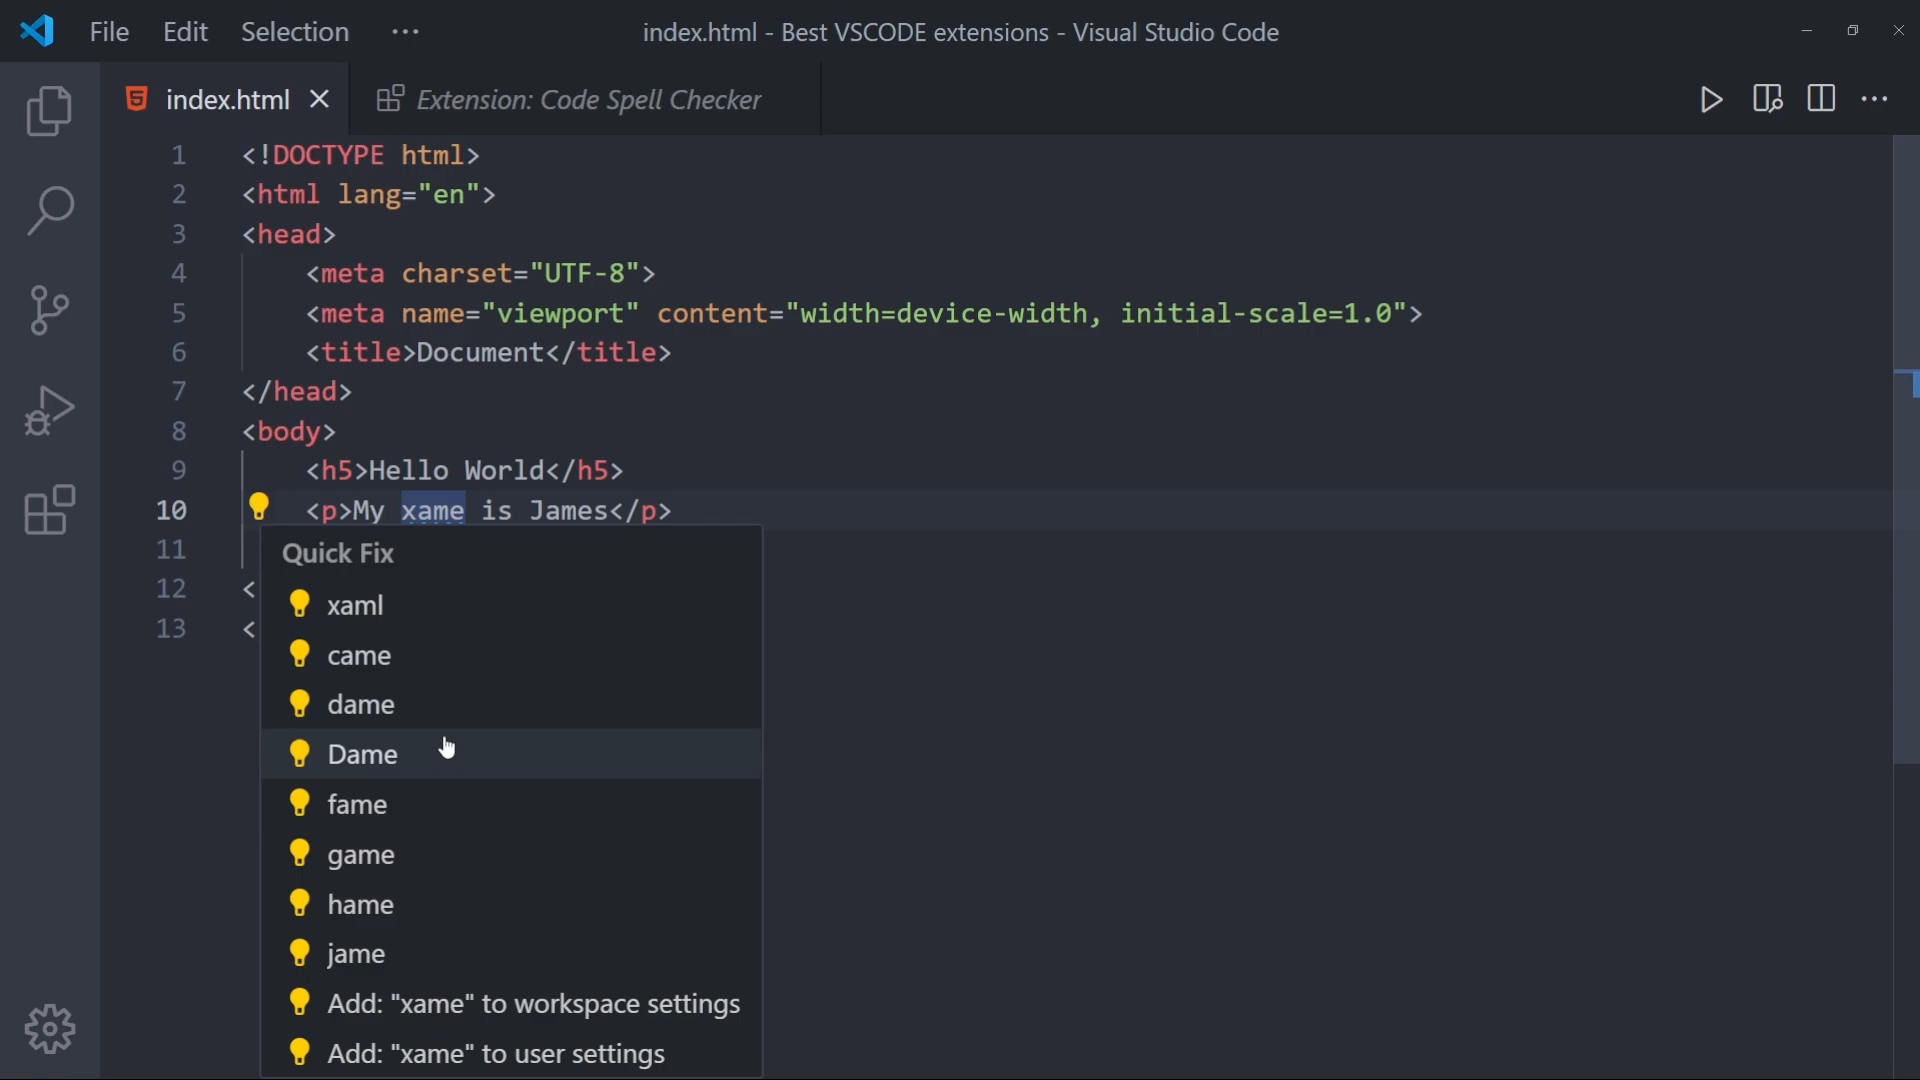 File Edit Selection ··· index.html - Best VSCODE extensions - Visual Studio Code
index.html Extension: Code Spell Checker
1 <!DOCTYPE html>
2 <html lang="en">
3 <head>
4 <meta charset="UTF-8">
5 <meta name="viewport" content="width=device-width, initial-scale=1.0">
6 <title>Document</title>
7 </head>
8 <body>
9 <h5>Hello World</h5>
10 <p>My xame is James</p>
11
12 <
13 <
Quick Fix
xaml
came
dame
Dame
fame
game
hame
jame
Add: "xame" to workspace settings
Add: "xame" to user settings